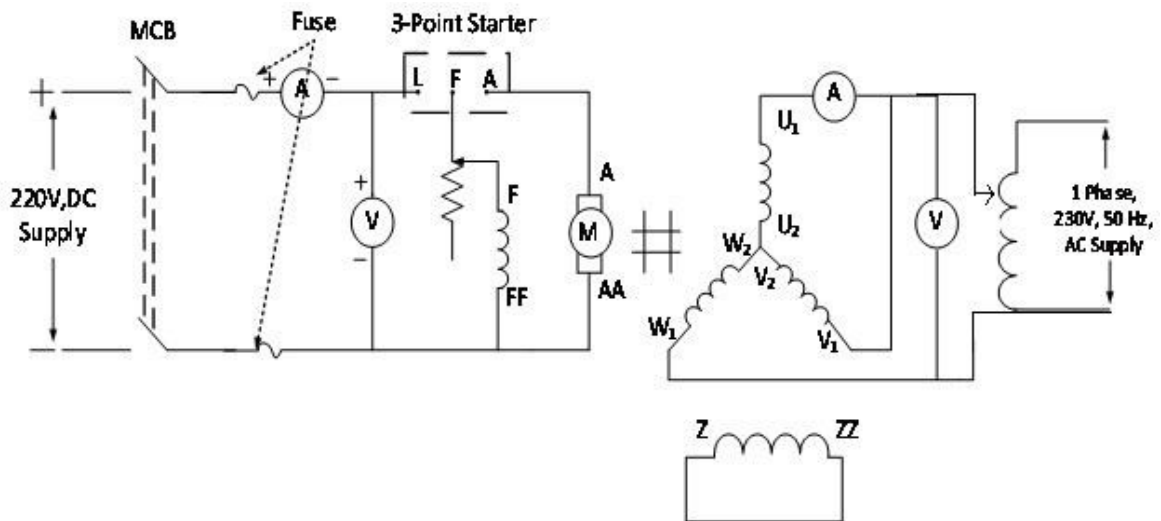 MCB
Fuse
3-Point Starter
+
+
A
−
L
F
A
A
U₁
220V,DC
Supply
+
V
−
F
FF
A
M
AA
U₂
W₂
V₂
W₁
V₁
V
1 Phase,
230V, 50 Hz,
AC Supply
−
Z
ZZ